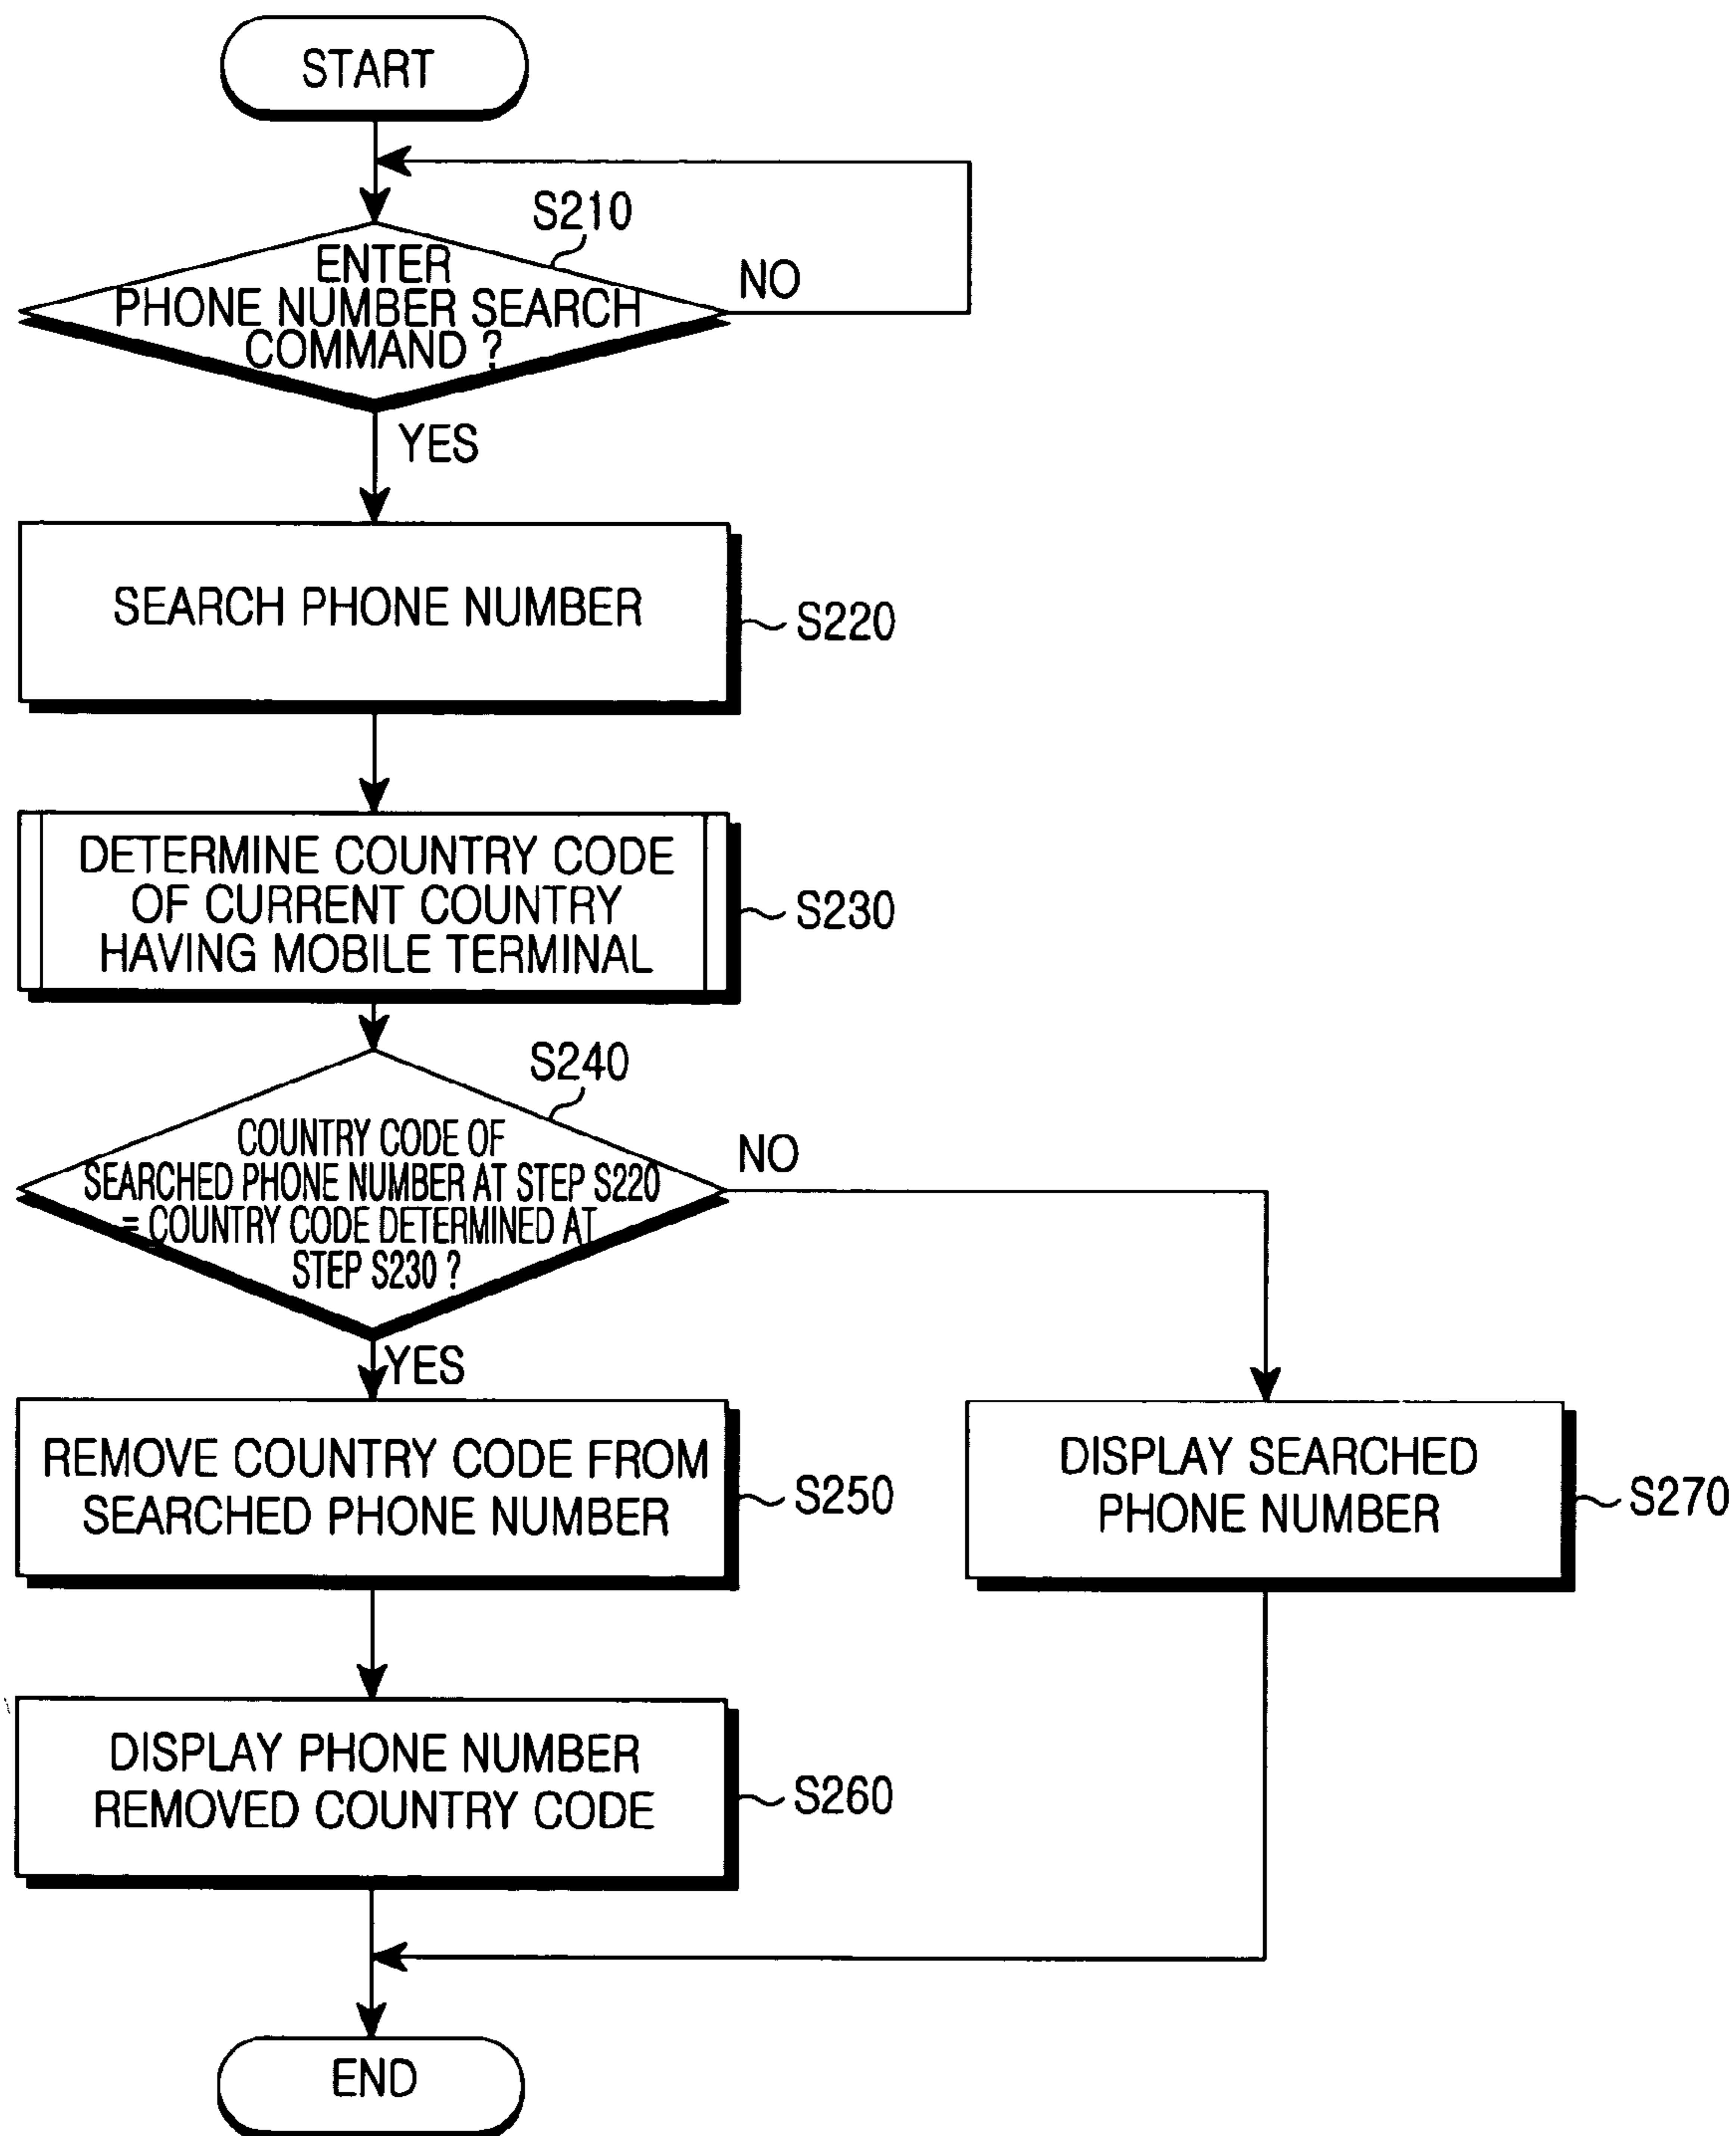 START
S210
ENTER
PHONE NUMBER SEARCH
COMMAND ?
NO
YES
SEARCH PHONE NUMBER
S220
DETERMINE COUNTRY CODE
OF CURRENT COUNTRY
HAVING MOBILE TERMINAL
S230
S240
COUNTRY CODE OF
SEARCHED PHONE NUMBER AT STEP S220
= COUNTRY CODE DETERMINED AT
STEP S230 ?
NO
YES
REMOVE COUNTRY CODE FROM
SEARCHED PHONE NUMBER
S250
DISPLAY SEARCHED
PHONE NUMBER
S270
DISPLAY PHONE NUMBER
REMOVED COUNTRY CODE
S260
END